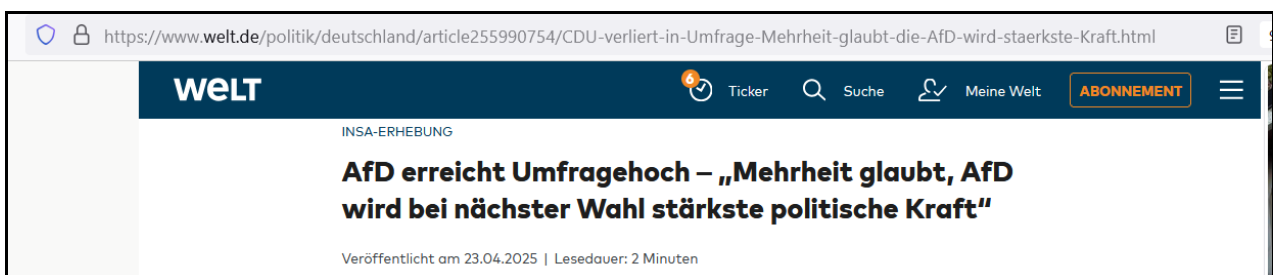 https://www.welt.de/politik/deutschland/article255990754/CDU-verliert-in-Umfrage-Mehrheit-glaubt-die-AfD-wird-staerkste-Kraft.html
welt
6 Ticker Suche Meine Welt ABONNEMENT
INSA-ERHEBUNG
AfD erreicht Umfragehoch – „Mehrheit glaubt, AfD
wird bei nächster Wahl stärkste politische Kraft“
Veröffentlicht am 23.04.2025 | Lesedauer: 2 Minuten